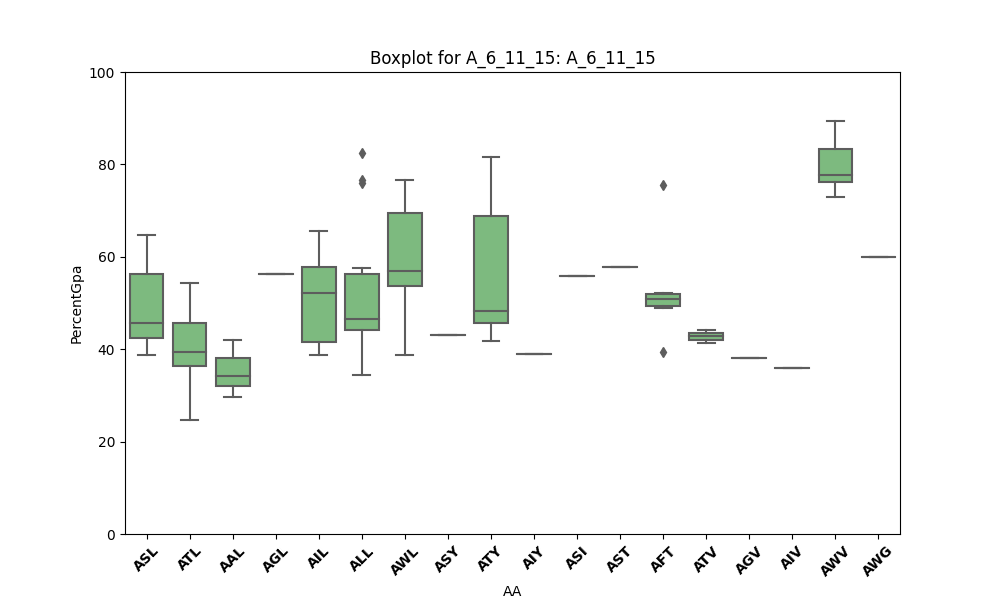 Boxplot for A_6_11_15: A_6_11_15
100
80
60
40
20
0
PercentGpa
ASL ATL AAL AGL AIL ALL AWL ASY ATY AIY ASI AST AFT ATV AGV AIV AWV AWG
AA